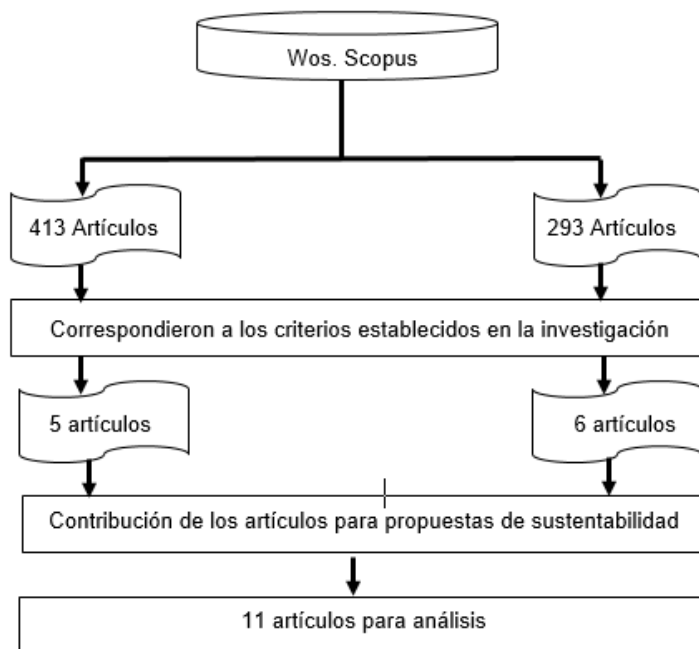 Wos. Scopus
413 Artículos
293 Artículos
Correspondieron a los criterios establecidos en la investigación
5 artículos
6 artículos
Contribución de los artículos para propuestas de sustentabilidad
11 artículos para análisis